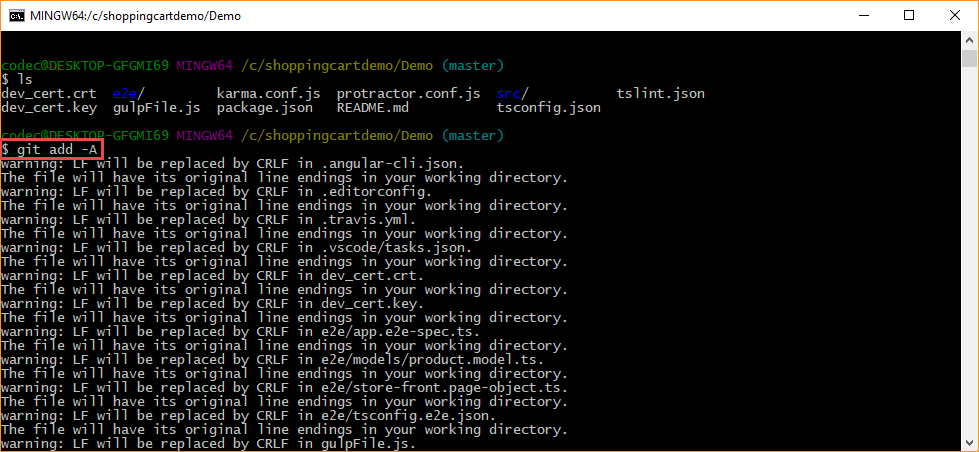 MINGW64:/c/shoppingcartdemo/Demo
codec@DESKTOP-GFGMI69 MINGW64 /c/shoppingcartdemo/Demo (master)
$ ls
dev_cert.crt e2e/ karma.conf.js protractor.conf.js src/ tslint.json
dev_cert.key gulpFile.js package.json README.md tsconfig.json
codec@DESKTOP-GFGMI69 MINGW64 /c/shoppingcartdemo/Demo (master)
$ git add -A
warning: LF will be replaced by CRLF in .angular-cli.json.
The file will have its original line endings in your working directory.
warning: LF will be replaced by CRLF in .editorconfig.
The file will have its original line endings in your working directory.
warning: LF will be replaced by CRLF in .travis.yml.
The file will have its original line endings in your working directory.
warning: LF will be replaced by CRLF in .vscode/tasks.json.
The file will have its original line endings in your working directory.
warning: LF will be replaced by CRLF in dev_cert.crt.
The file will have its original line endings in your working directory.
warning: LF will be replaced by CRLF in dev_cert.key.
The file will have its original line endings in your working directory.
warning: LF will be replaced by CRLF in e2e/app.e2e-spec.ts.
The file will have its original line endings in your working directory.
warning: LF will be replaced by CRLF in e2e/models/product.model.ts.
The file will have its original line endings in your working directory.
warning: LF will be replaced by CRLF in e2e/store-front.page-object.ts.
The file will have its original line endings in your working directory.
warning: LF will be replaced by CRLF in e2e/tsconfig.e2e.json.
The file will have its original line endings in your working directory.
warning: LF will be replaced by CRLF in gulpFile.js.